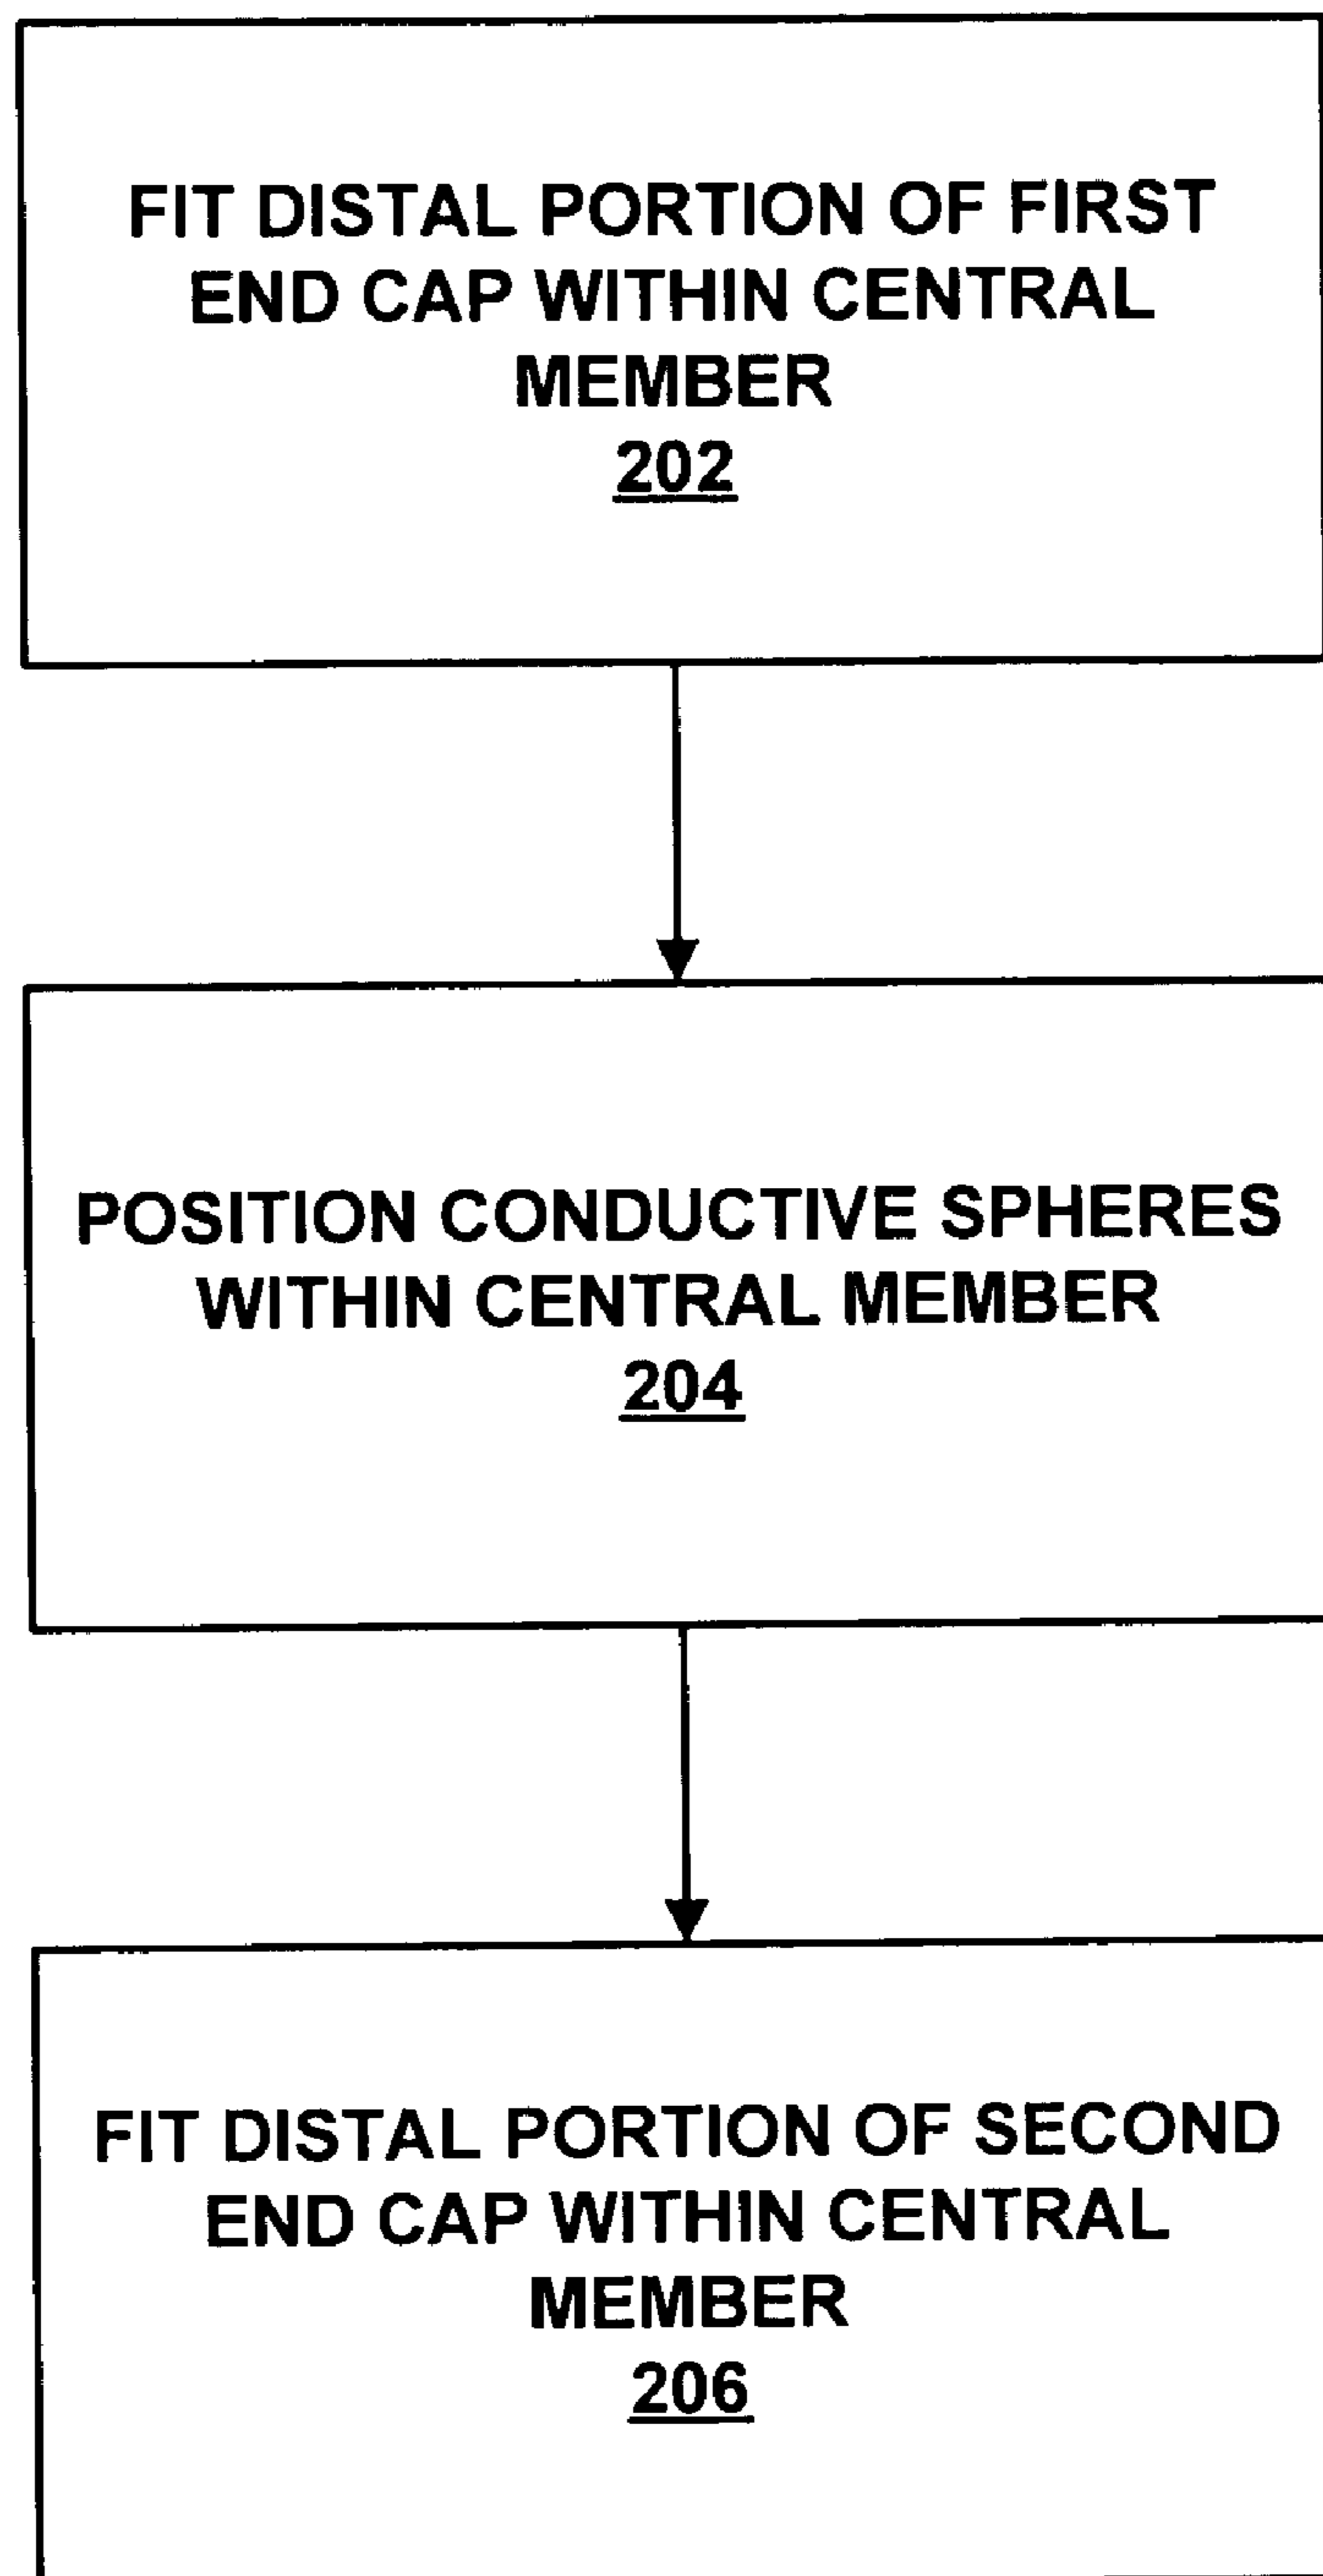 FIT DISTAL PORTION OF FIRST
END CAP WITHIN CENTRAL
MEMBER
202
POSITION CONDUCTIVE SPHERES
WITHIN CENTRAL MEMBER
204
FIT DISTAL PORTION OF SECOND
END CAP WITHIN CENTRAL
MEMBER
206